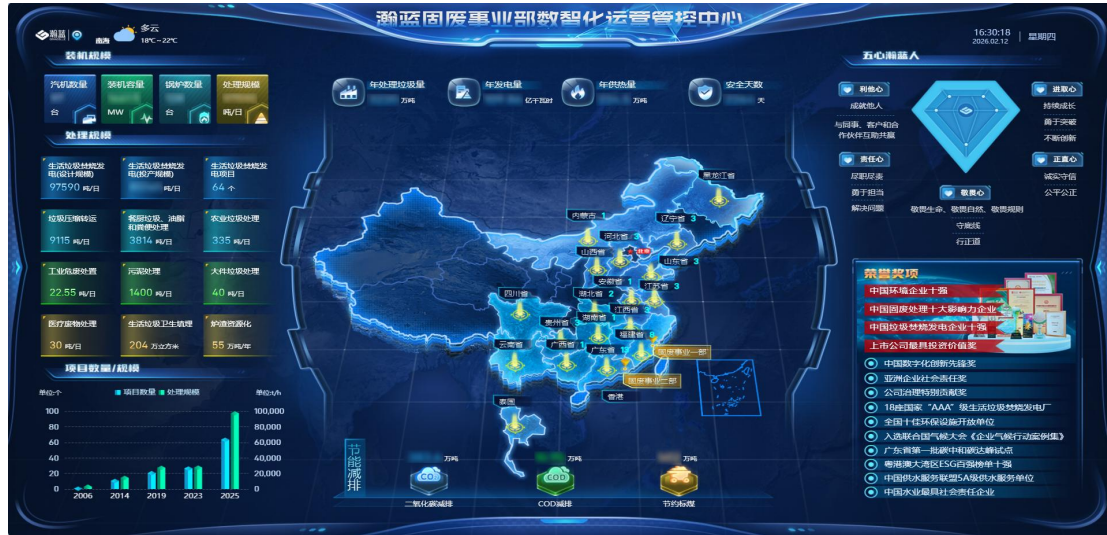 瀚蓝固废事业部数智化运营管控中心
瀚蓝
南海
多云
18℃~22℃
16:30:18
2026.02.12
星期四
装机规模
汽机数量
台
装机容量
MW
锅炉数量
台
处理规模
吨/日
处理规模
生活垃圾焚烧发电(设计规模)
97590 吨/日
生活垃圾焚烧发电(投产规模)
吨/日
生活垃圾焚烧发电项目
64 个
垃圾压缩转运
9115 吨/日
餐厨垃圾、油脂和粪便处理
3814 吨/日
农业垃圾处理
335 吨/日
工业危废处置
22.55 吨/日
污泥处理
1400 吨/日
大件垃圾处理
40 吨/日
医疗废物处理
30 吨/日
生活垃圾卫生填埋
204 万立方米
炉渣资源化
55 万吨/年
项目数量/规模
单位:个
项目数量
处理规模
单位:t/h
100
80
60
40
20
0
100,000
80,000
60,000
40,000
20,000
0
2006
2014
2019
2023
2025
年处理垃圾量
万吨
年发电量
亿千瓦时
年供热量
万吨
安全天数
天
黑龙江省
内蒙古 1
辽宁省 3
河北省 3
山西省
山东省 3
安徽省 1
江苏省 3
四川省
湖北省 2
江西省 3
贵州省 3
湖南省 1
福建省 8
云南省
广西省 1
广东省
固废事业一部
固废事业二部
香港
泰国
节能减排
万吨
CO
二氧化碳减排
万吨
COD
COD减排
万吨
节约标煤
五心瀚蓝人
利他心
成就他人
与同事、客户和合作伙伴互助共赢
进取心
持续成长
勇于突破
不断创新
责任心
尽职尽责
勇于担当
解决问题
正直心
诚实守信
公平公正
敬畏心
敬畏生命、敬畏自然、敬畏规则
守底线
行正道
荣誉奖项
中国环境企业十强
中国固废处理十大影响力企业
中国垃圾焚烧发电企业十强
上市公司最具投资价值奖
中国数字化创新先锋奖
亚洲企业社会责任奖
公司治理特别贡献奖
18座国家“AAA”级生活垃圾焚烧发电厂
全国十佳环保设施开放单位
入选联合国气候大会《企业气候行动案例集》
广东省第一批碳中和碳达峰试点
粤港澳大湾区ESG百强榜单十强
中国供水服务联盟5A级供水服务单位
中国水业最具社会责任企业